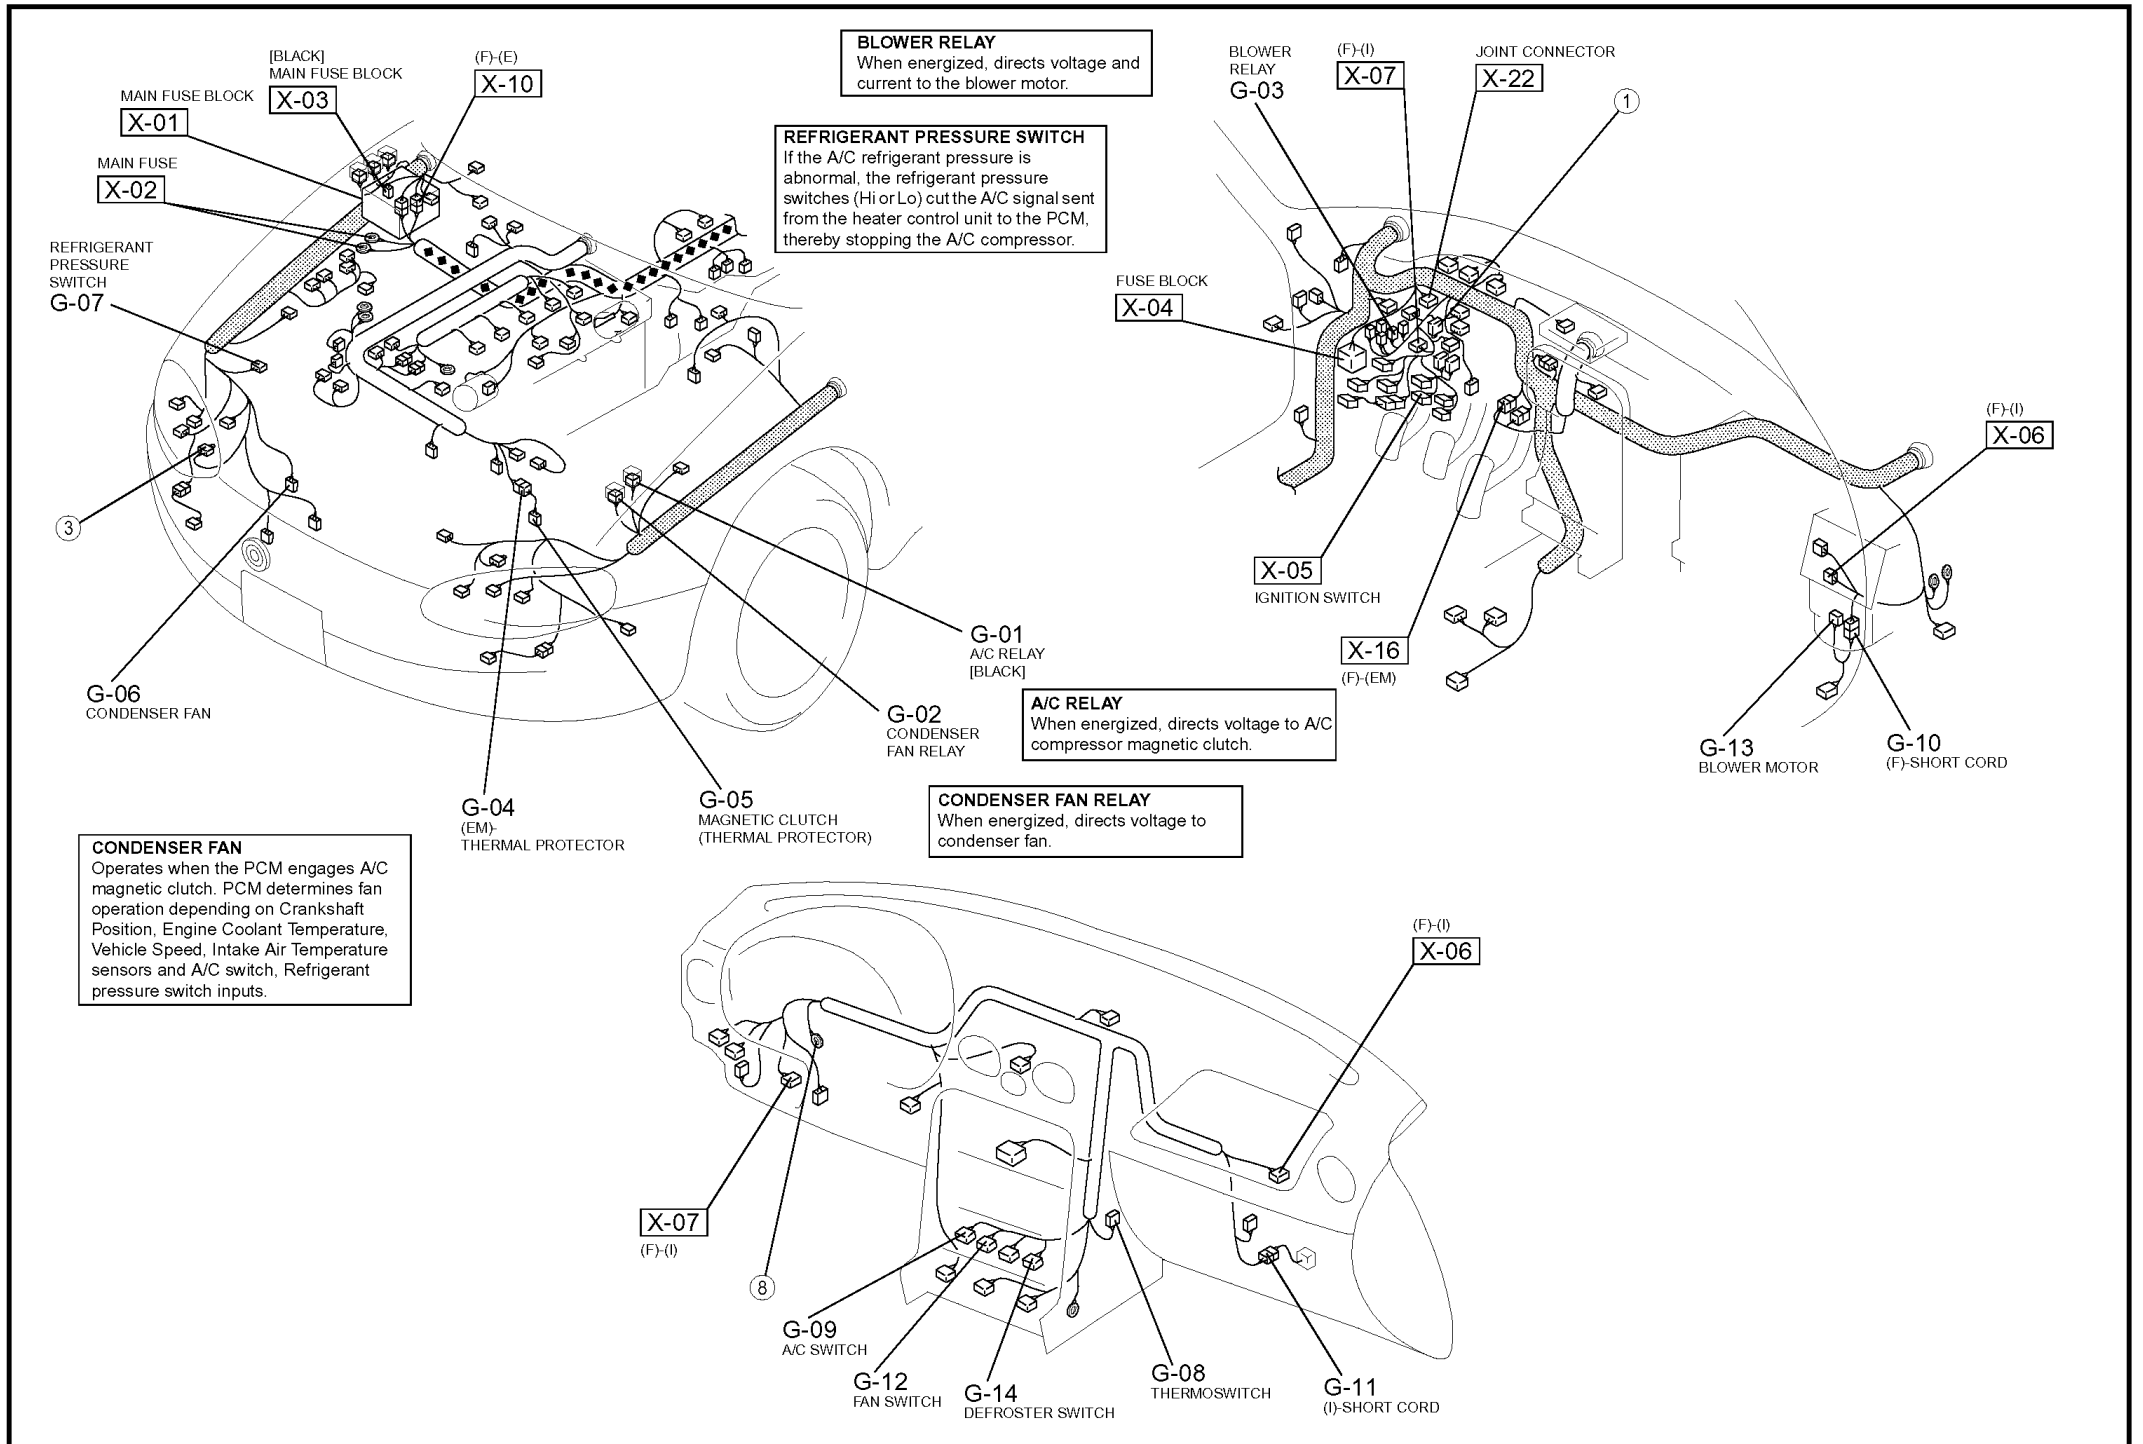 [BLACK]
MAIN FUSE BLOCK
X-03
(F)-(E)
X-10
MAIN FUSE BLOCK
X-01
MAIN FUSE
X-02
REFRIGERANT
PRESSURE
SWITCH
G-07
BLOWER RELAY
When energized, directs voltage and
current to the blower motor.
REFRIGERANT PRESSURE SWITCH
If the A/C refrigerant pressure is
abnormal, the refrigerant pressure
switches (Hi or Lo) cut the A/C signal sent
from the heater control unit to the PCM,
thereby stopping the A/C compressor.
BLOWER
RELAY
G-03
(F)-(I)
X-07
JOINT CONNECTOR
X-22
1
FUSE BLOCK
X-04
(F)-(I)
X-06
3
X-05
IGNITION SWITCH
X-16
(F)-(EM)
G-01
A/C RELAY
[BLACK]
G-06
CONDENSER FAN
G-02
CONDENSER
FAN RELAY
A/C RELAY
When energized, directs voltage to A/C
compressor magnetic clutch.
G-13
BLOWER MOTOR
G-10
(F)-SHORT CORD
G-04
(EM)-
THERMAL PROTECTOR
G-05
MAGNETIC CLUTCH
(THERMAL PROTECTOR)
CONDENSER FAN RELAY
When energized, directs voltage to
condenser fan.
CONDENSER FAN
Operates when the PCM engages A/C
magnetic clutch. PCM determines fan
operation depending on Crankshaft
Position, Engine Coolant Temperature,
Vehicle Speed, Intake Air Temperature
sensors and A/C switch, Refrigerant
pressure switch inputs.
(F)-(I)
X-06
X-07
(F)-(I)
8
G-09
A/C SWITCH
G-12
FAN SWITCH
G-14
DEFROSTER SWITCH
G-08
THERMOSWITCH
G-11
(I)-SHORT CORD